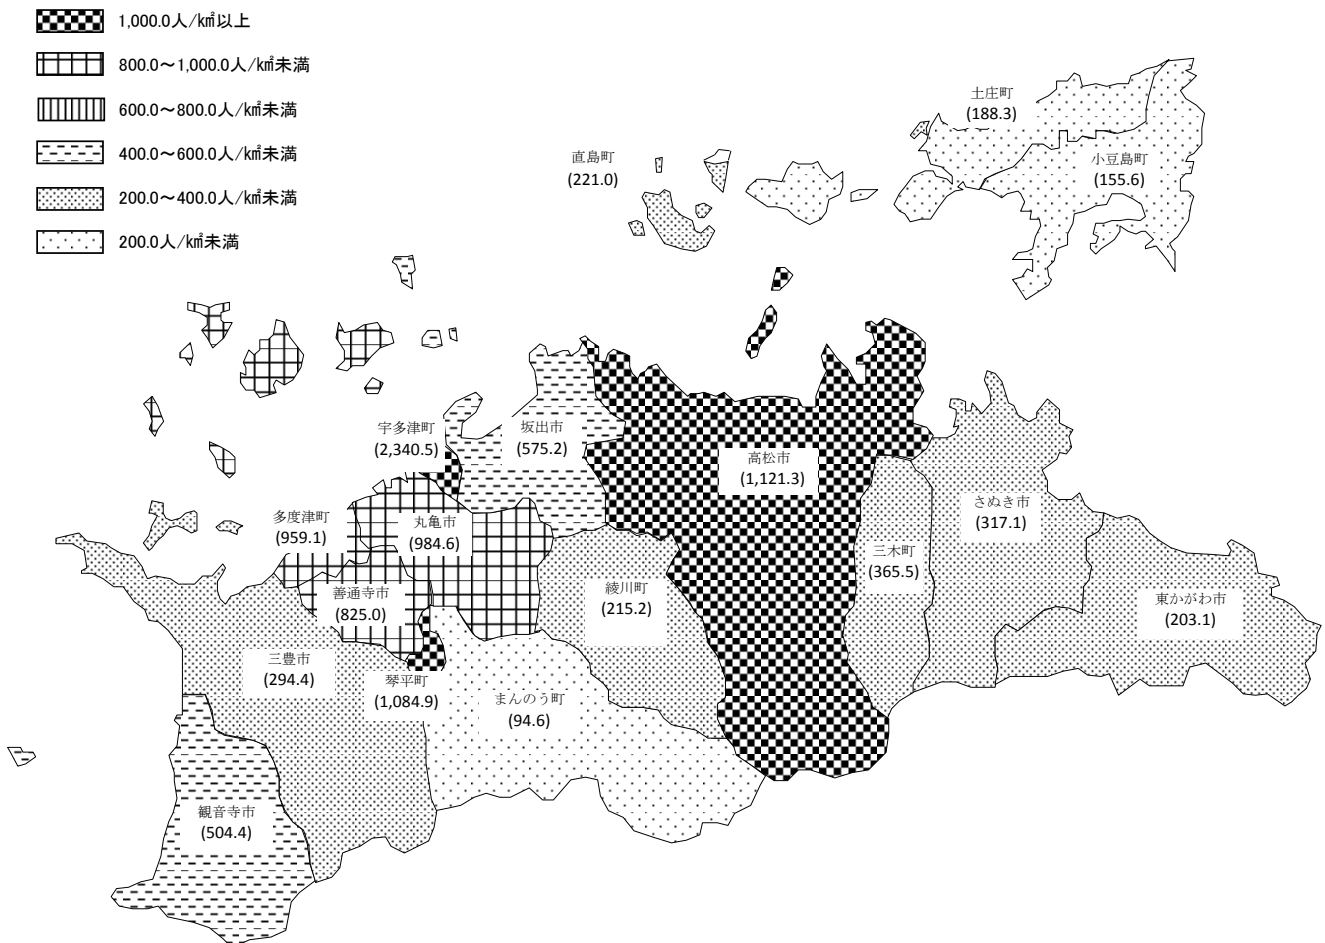 1,000.0人/㎢以上
800.0～1,000.0人/㎢未満
600.0～800.0人/㎢未満
400.0～600.0人/㎢未満
200.0～400.0人/㎢未満
200.0人/㎢未満
土庄町
(188.3)
直島町
(221.0)
小豆島町
(155.6)
宇多津町
(2,340.5)
坂出市
(575.2)
高松市
(1,121.3)
さぬき市
(317.1)
多度津町
(959.1)
丸亀市
(984.6)
三木町
(365.5)
善通寺市
(825.0)
綾川町
(215.2)
東かがわ市
(203.1)
三豊市
(294.4)
琴平町
(1,084.9)
まんのう町
(94.6)
観音寺市
(504.4)